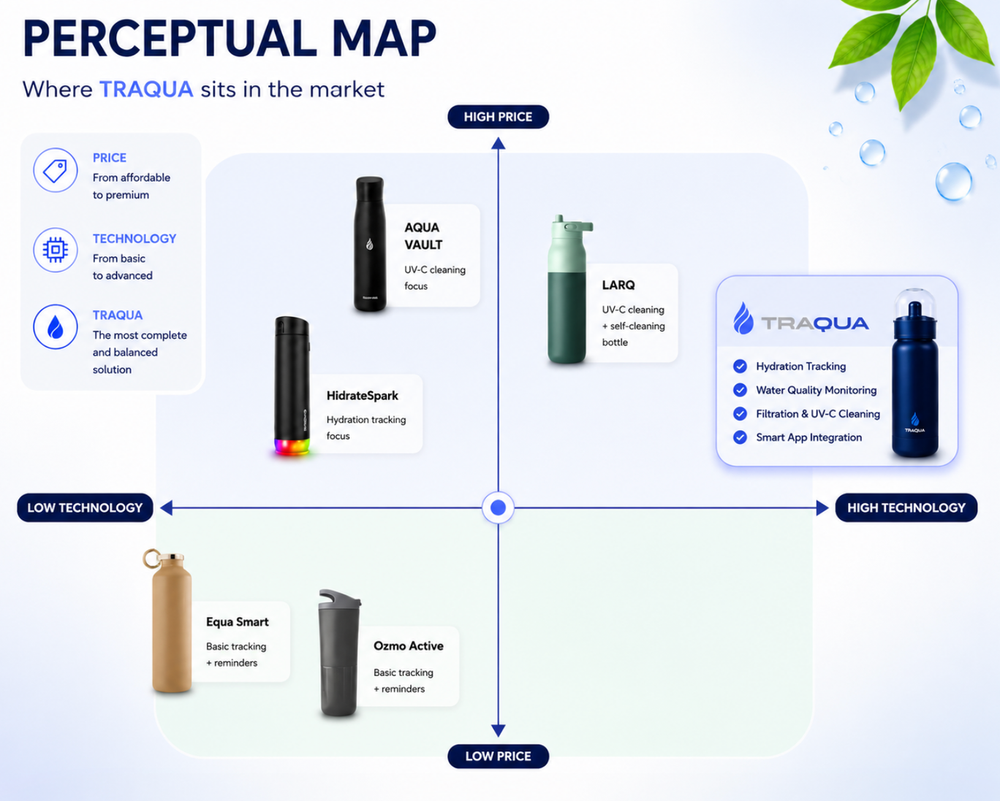 PERCEPTUAL MAP
Where TRAQUA sits in the market
HIGH PRICE
PRICE
From affordable
to premium
TECHNOLOGY
From basic
to advanced
TRAQUA
The most complete
and balanced
solution
AQUA
VAULT
UV-C cleaning
focus
LARQ
UV-C cleaning
+ self-cleaning
bottle
HidrateSpark
Hydration tracking
focus
TRAQUA
Hydration Tracking
Water Quality Monitoring
Filtration & UV-C Cleaning
Smart App Integration
TRAQUA
LOW TECHNOLOGY
HIGH TECHNOLOGY
Equa Smart
Basic tracking
+ reminders
Ozmo Active
Basic tracking
+ reminders
LOW PRICE